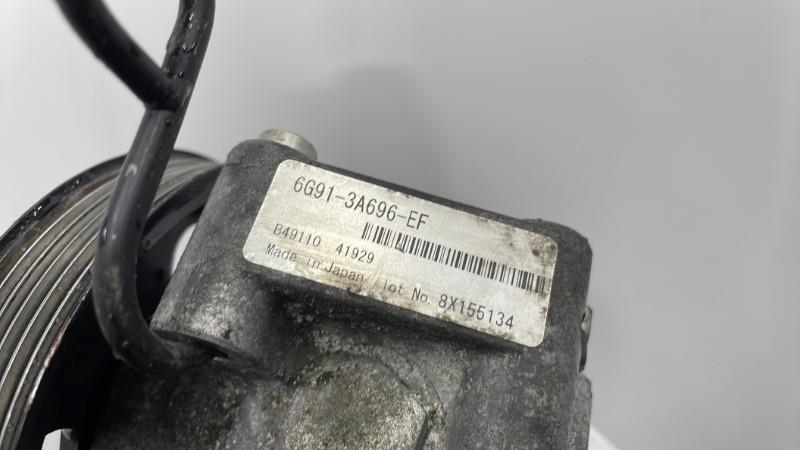 6G91-3A696-EF
B49110 41929
Made in Japan lot No. 8X155134